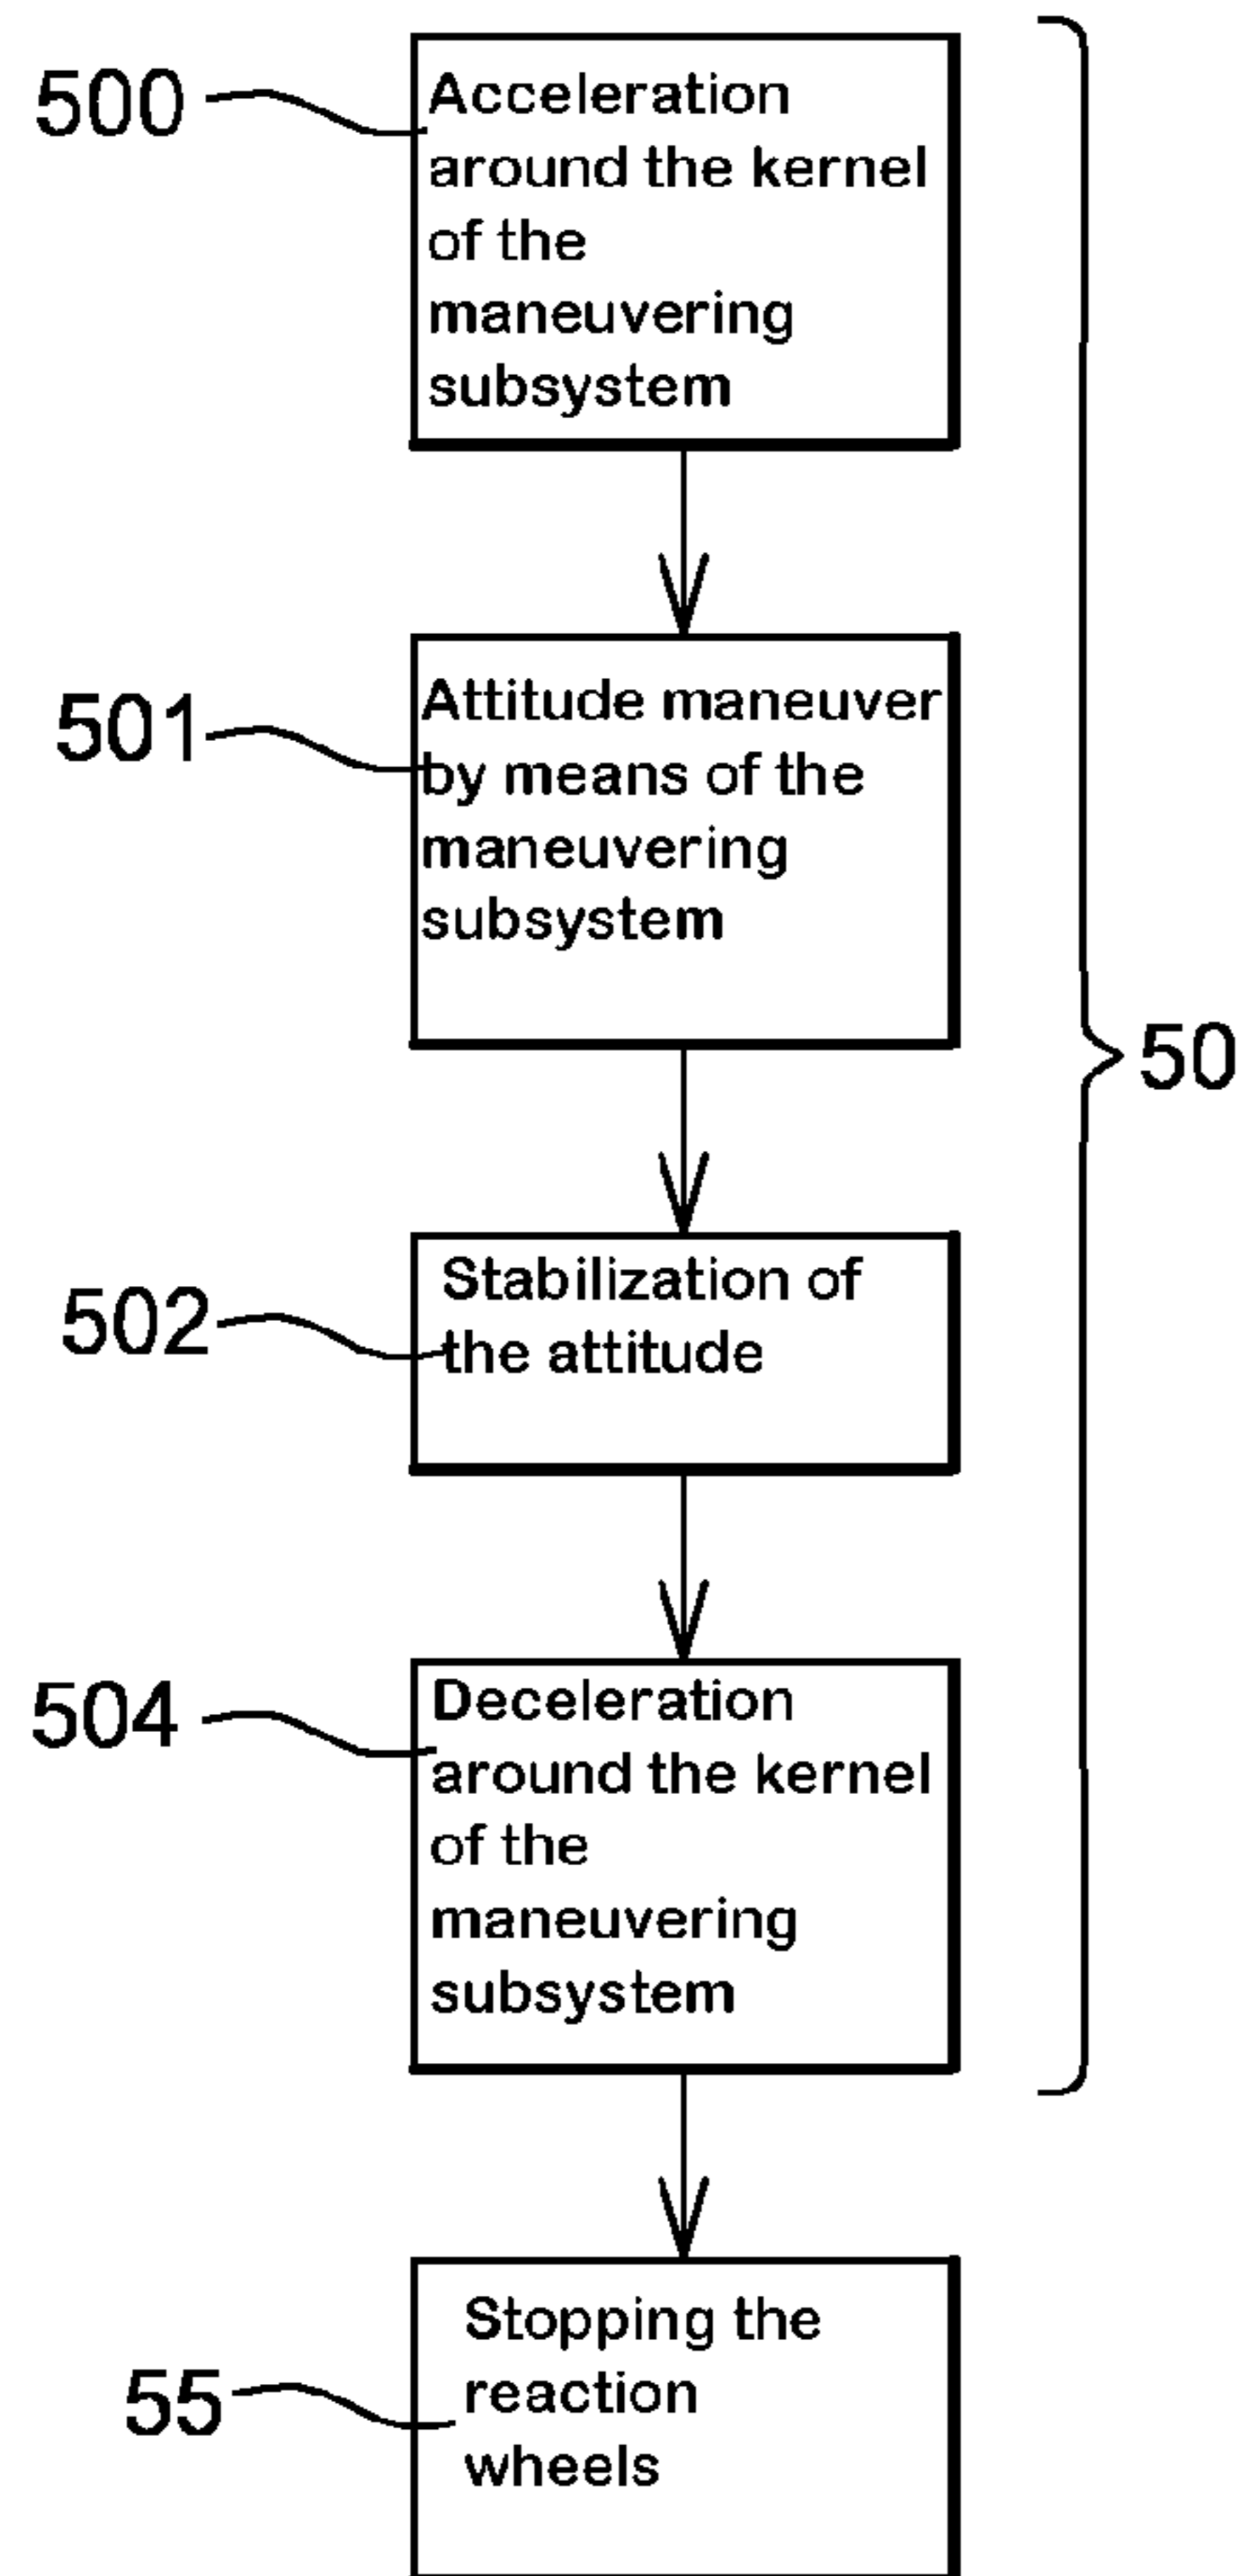 500
Acceleration
around the kernel
of the
maneuvering
subsystem
501
Attitude maneuver
by means of the
maneuvering
subsystem
50
502
Stabilization of
the attitude
504
Deceleration
around the kernel
of the
maneuvering
subsystem
55
Stopping the
reaction
wheels